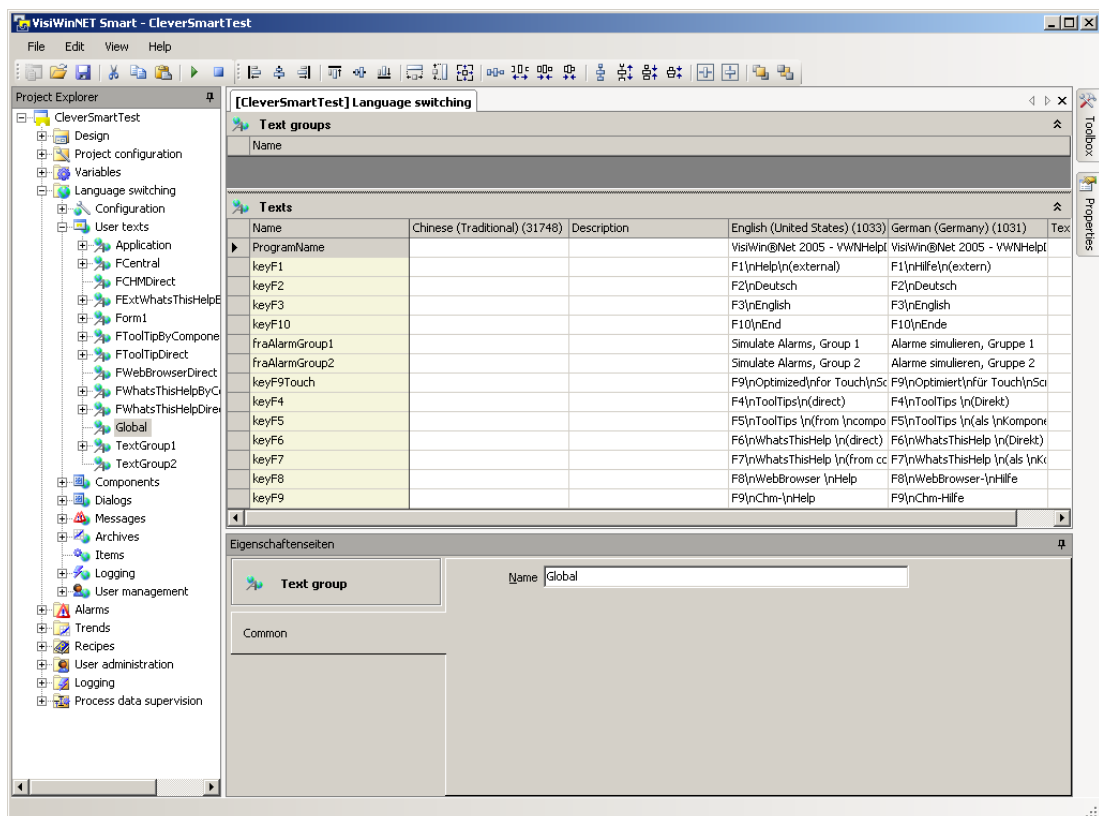 VisiWinNET Smart - CleverSmartTest
File Edit View Help
Project Explorer
CleverSmartTest
Design
Project configuration
Variables
Language switching
Configuration
User texts
Application
FCentral
FCHMDirect
FExtWhatsThisHelpE
Form1
FToolTipByCompone
FToolTipDirect
FWebBrowserDirect
FWhatsThisHelpByC
FWhatsThisHelpDire
Global
TextGroup1
TextGroup2
Components
Dialogs
Messages
Archives
Items
Logging
User management
Alarms
Trends
Recipes
User administration
Logging
Process data supervision
[CleverSmartTest] Language switching
Text groups
Name
Texts
Name Chinese (Traditional) (31748) Description English (United States) (1033) German (Germany) (1031) Tex
ProgramName VisiWin®Net 2005 - VWNHelp VisiWin®Net 2005 - VWNHelp
keyF1 F1\nHelp\n(external) F1\nHilfe\n(extern)
keyF2 F2\nDeutsch F2\nDeutsch
keyF3 F3\nEnglish F3\nEnglish
keyF10 F10\nEnd F10\nEnde
fraAlarmGroup1 Simulate Alarms, Group 1 Alarme simulieren, Gruppe 1
fraAlarmGroup2 Simulate Alarms, Group 2 Alarme simulieren, Gruppe 2
keyF9Touch F9\nOptimized\nfor Touch\nSc F9\nOptimiert\nfür Touch\nScr
keyF4 F4\nToolTips\n(direct) F4\nToolTips \n(Direkt)
keyF5 F5\nToolTips \n(from \ncompo F5\nToolTips \n(als \nKompone
keyF6 F6\nWhatsThisHelp \n(direct) F6\nWhatsThisHelp \n(Direkt)
keyF7 F7\nWhatsThisHelp \n(from cc F7\nWhatsThisHelp \n(als \nK
keyF8 F8\nWebBrowser \nHelp F8\nWebBrowser-\nHilfe
keyF9 F9\nChm-\nHelp F9\nChm-Hilfe
Eigenschaftenseiten
Text group
Common
Name Global
Toolbox
Properties